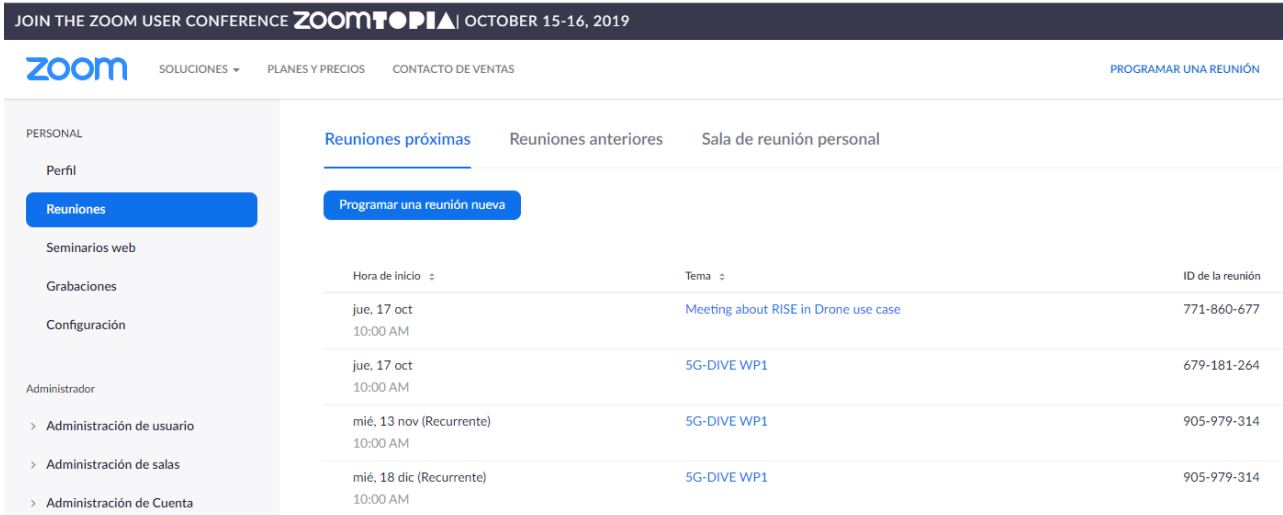 JOIN THE ZOOM USER CONFERENCE ZOOMTOPIA | OCTOBER 15-16, 2019
zoom SOLUCIONES PLANES Y PRECIOS CONTACTO DE VENTAS PROGRAMAR UNA REUNIÓN
PERSONAL
Perfil
Reuniones
Seminarios web
Grabaciones
Configuración
Administrador
Administración de usuario
Administración de salas
Administración de Cuenta
Reuniones próximas Reuniones anteriores Sala de reunión personal
Programar una reunión nueva
Hora de inicio Tema ID de la reunión
jue, 17 oct Meeting about RISE in Drone use case 771-860-677
10:00 AM
jue, 17 oct 5G-DIVE WP1 679-181-264
10:00 AM
mié, 13 nov (Recurrente) 5G-DIVE WP1 905-979-314
10:00 AM
mié, 18 dic (Recurrente) 5G-DIVE WP1 905-979-314
10:00 AM